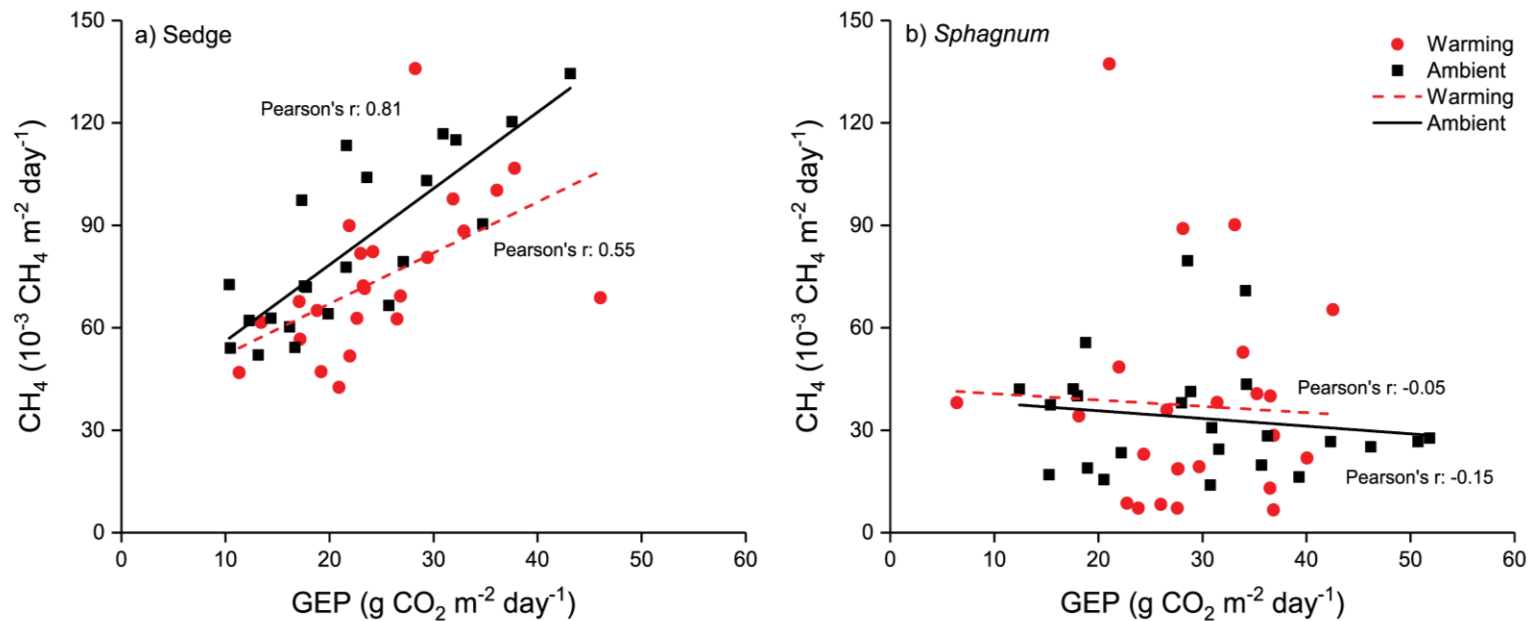 a) Sedge
Pearson's r: 0.81
Pearson's r: 0.55
150
120
90
60
30
0
0 10 20 30 40 50 60
CH₄ (10⁻³ CH₄ m⁻² day⁻¹)
GEP (g CO₂ m⁻² day⁻¹)
b) Sphagnum
Warming
Ambient
Warming
Ambient
Pearson's r: -0.05
Pearson's r: -0.15
150
120
90
60
30
0
0 10 20 30 40 50 60
CH₄ (10⁻³ CH₄ m⁻² day⁻¹)
GEP (g CO₂ m⁻² day⁻¹)